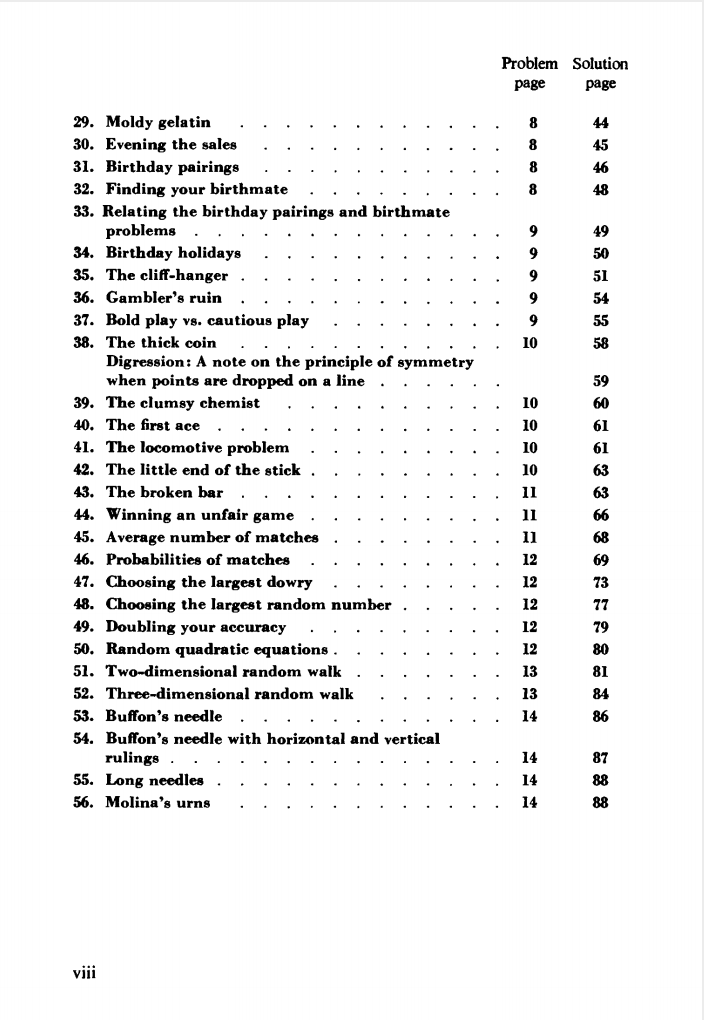 Problem Solution
page page
29. Moldy gelatin . . . . . . . . . . . . 8 44
30. Evening the sales . . . . . . . . . . . 8 45
31. Birthday pairings . . . . . . . . . . . 8 46
32. Finding your birthmate . . . . . . . . . 8 48
33. Relating the birthday pairings and birthmate
problems . . . . . . . . . . . . . . 9 49
34. Birthday holidays . . . . . . . . . . . 9 50
35. The cliff-hanger . . . . . . . . . . . . 9 51
36. Gambler's ruin . . . . . . . . . . . . 9 54
37. Bold play vs. cautious play . . . . . . . . 9 55
38. The thick coin . . . . . . . . . . . . 10 58
Digression: A note on the principle of symmetry
when points are dropped on a line . . . . . . 59
39. The clumsy chemist . . . . . . . . . . 10 60
40. The first ace . . . . . . . . . . . . . 10 61
41. The locomotive problem . . . . . . . . . 10 61
42. The little end of the stick . . . . . . . . . 10 63
43. The broken bar . . . . . . . . . . . . 11 63
44. Winning an unfair game . . . . . . . . . 11 66
45. Average number of matches . . . . . . . . 11 68
46. Probabilities of matches . . . . . . . . . 12 69
47. Choosing the largest dowry . . . . . . . . 12 73
48. Choosing the largest random number . . . . . 12 77
49. Doubling your accuracy . . . . . . . . . 12 79
50. Random quadratic equations . . . . . . . . 12 80
51. Two-dimensional random walk . . . . . . . 13 81
52. Three-dimensional random walk . . . . . . 13 84
53. Buffon's needle . . . . . . . . . . . . 14 86
54. Buffon's needle with horizontal and vertical
rulings . . . . . . . . . . . . . . . 14 87
55. Long needles . . . . . . . . . . . . . 14 88
56. Molina's urns . . . . . . . . . . . . 14 88
viii